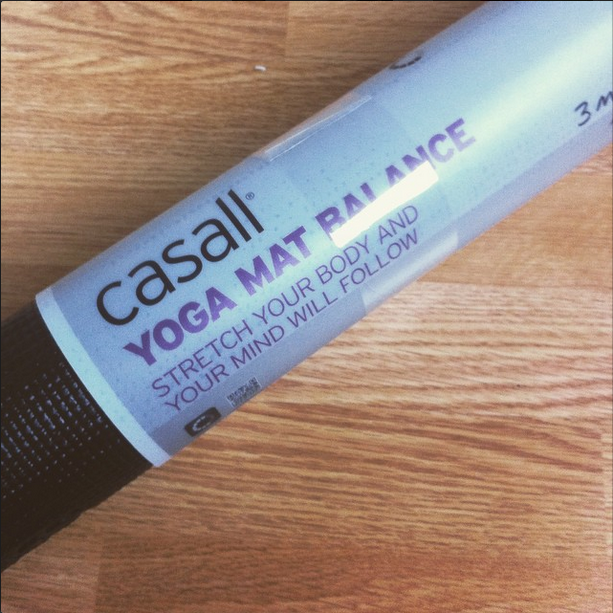 casall®
YOGA MAT BALANCE
STRETCH YOUR BODY AND
YOUR MIND WILL FOLLOW
3 m